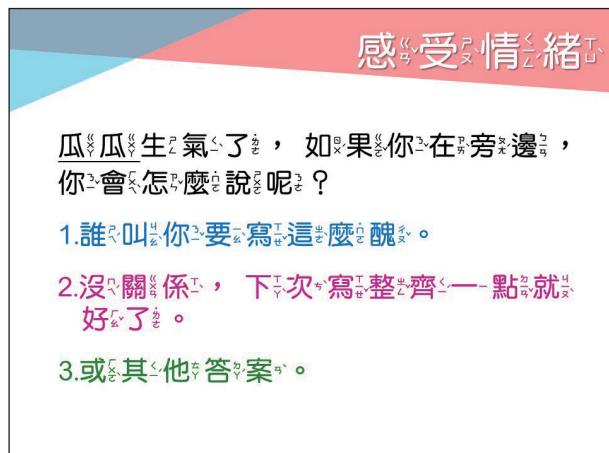 感受情緒
瓜瓜生氣了，如果你在旁邊，
你會怎麼說呢？
1.誰叫你要寫這麼醜。
2.沒關係，下次寫整齊一點就
好了。
3.或其他答案。